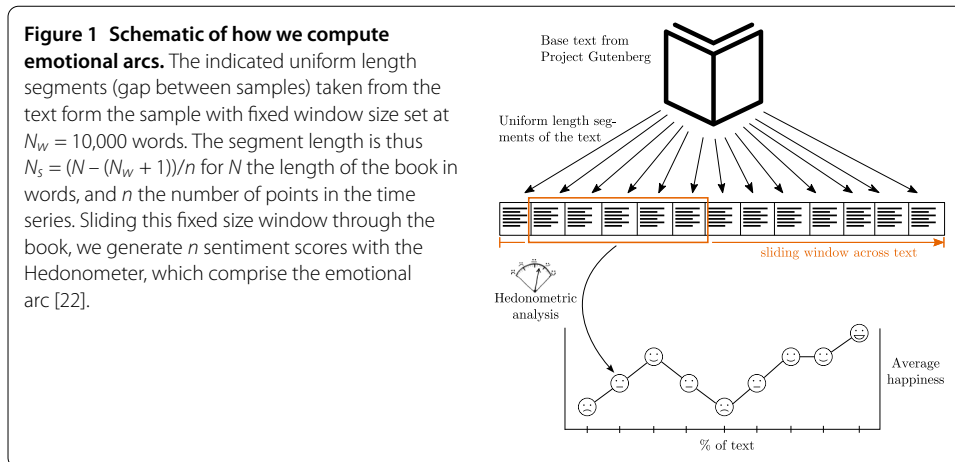 Figure 1 Schematic of how we compute
emotional arcs. The indicated uniform length
segments (gap between samples) taken from the
text form the sample with fixed window size set at
Nw = 10,000 words. The segment length is thus
Ns = (N – (Nw + 1))/n for N the length of the book in
words, and n the number of points in the time
series. Sliding this fixed size window through the
book, we generate n sentiment scores with the
Hedonometer, which comprise the emotional
arc [22].
Base text from
Project Gutenberg
Uniform length seg-
ments of the text
sliding window across text
Hedonometric
analysis
Average
happiness
% of text